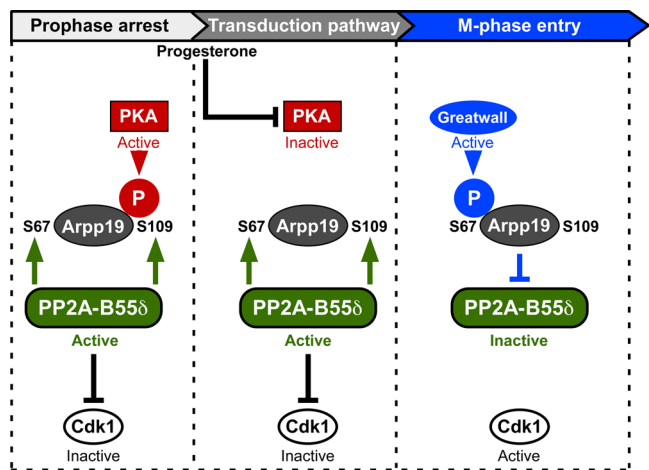 Prophase arrest
Transduction pathway
M-phase entry
Progesterone
PKA
Active
P
S67
Arpp19
S109
PP2A-B55δ
Active
Cdk1
Inactive
PKA
Inactive
S67
Arpp19
S109
PP2A-B55δ
Active
Cdk1
Inactive
Greatwall
Active
P
S67
Arpp19
S109
PP2A-B55δ
Inactive
Cdk1
Active